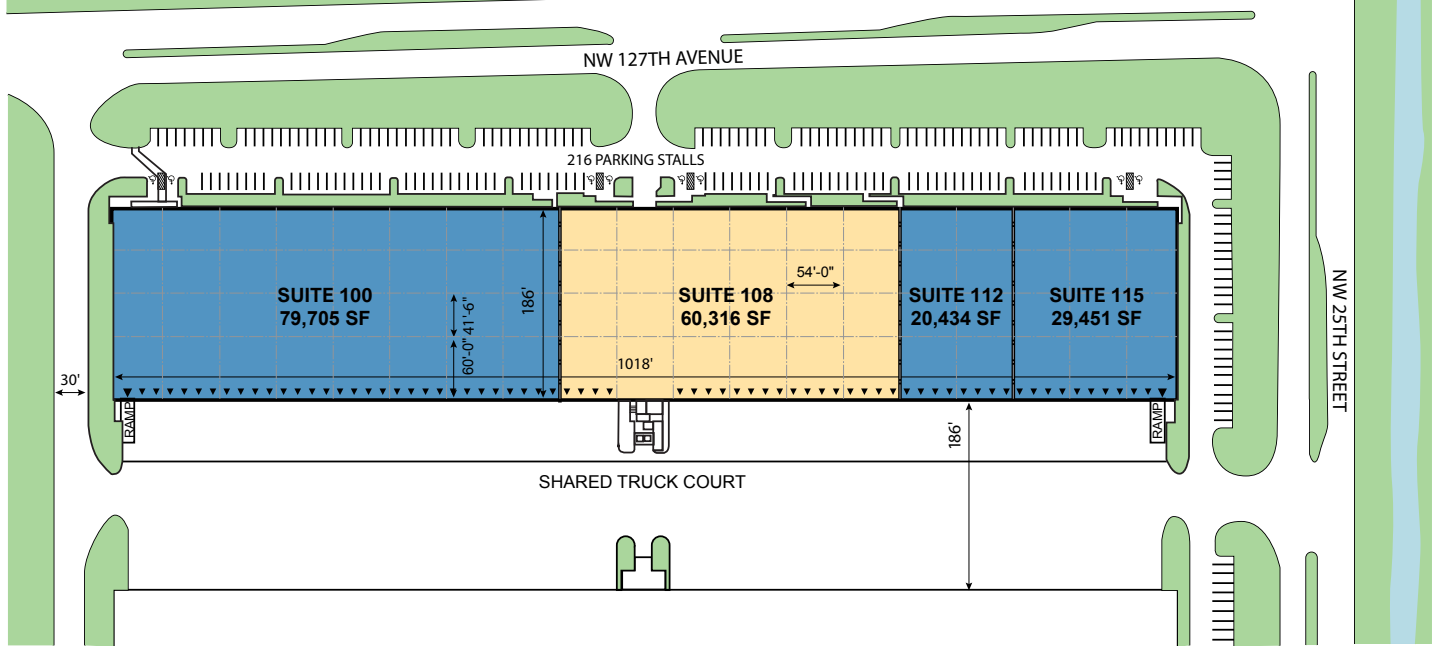 NW 127TH AVENUE
216 PARKING STALLS
SUITE 100
79,705 SF
SUITE 108
60,316 SF
SUITE 112
20,434 SF
SUITE 115
29,451 SF
54'-0"
41'-6"
60'-0"
186'
1018'
30'
RAMP
RAMP
186'
SHARED TRUCK COURT
NW 25TH STREET